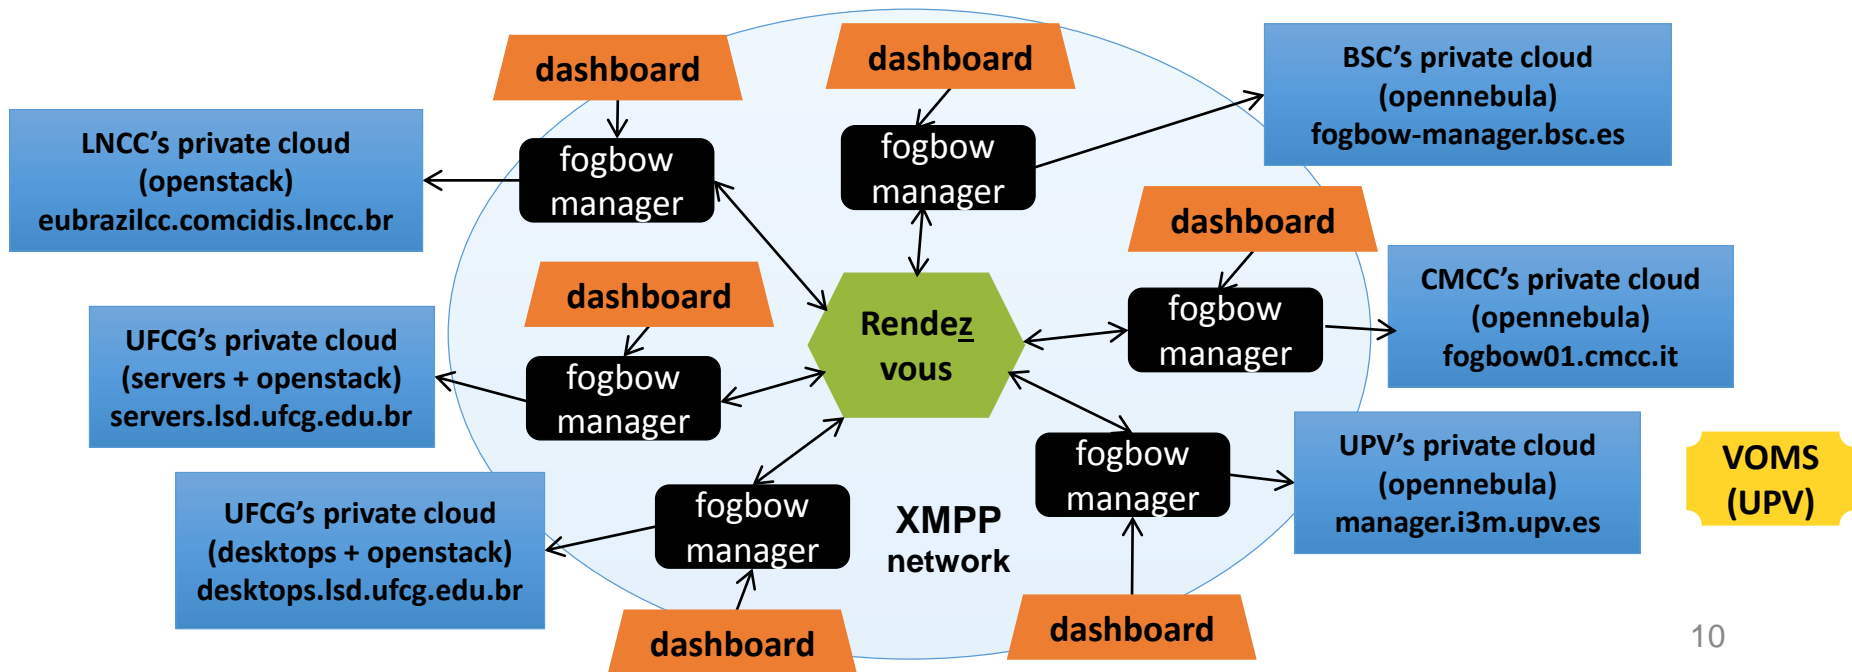 dashboard
dashboard
BSC's private cloud
(opennebula)
fogbow-manager.bsc.es
LNCC's private cloud
(openstack)
eubrazilcc.comcidis.lncc.br
fogbow
manager
fogbow
manager
dashboard
dashboard
CMCC's private cloud
(opennebula)
fogbow01.cmcc.it
fogbow
manager
Rendez
vous
UFCG's private cloud
(servers + openstack)
servers.lsd.ufcg.edu.br
fogbow
manager
UPV's private cloud
(opennebula)
manager.i3m.upv.es
VOMS
(UPV)
fogbow
manager
UFCG's private cloud
(desktops + openstack)
desktops.lsd.ufcg.edu.br
fogbow
manager
XMPP
network
dashboard
dashboard
10